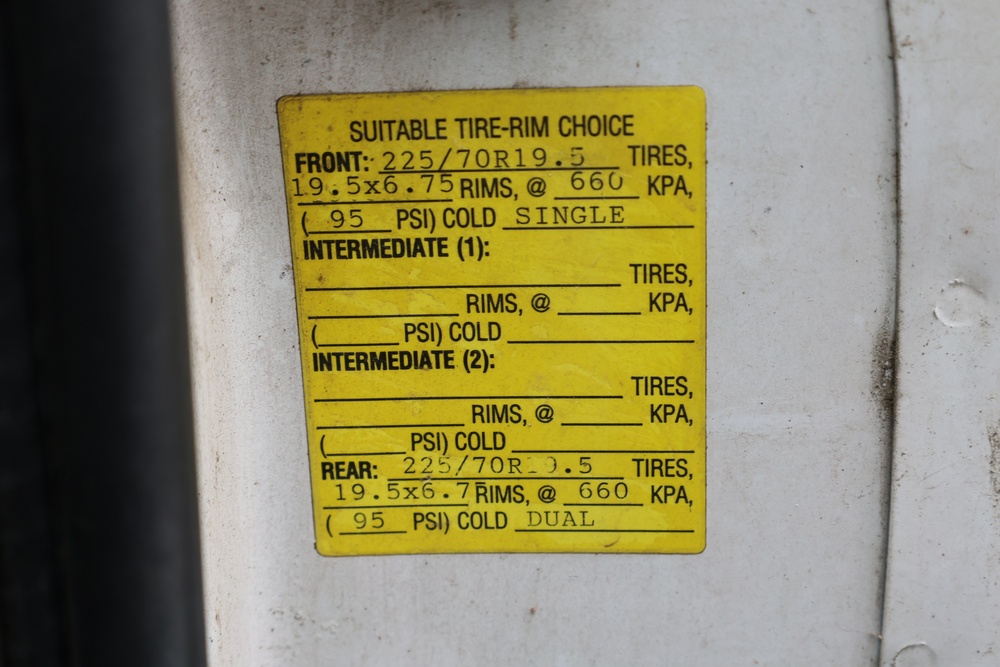 SUITABLE TIRE-RIM CHOICE
FRONT: 225/70R19.5 TIRES,
19.5x6.75 RIMS, @ 660 KPA,
( 95 PSI) COLD SINGLE
INTERMEDIATE (1):
TIRES,
RIMS, @ KPA,
( PSI) COLD
INTERMEDIATE (2):
TIRES,
RIMS, @ KPA,
( PSI) COLD
REAR: 225/70R19.5 TIRES,
19.5x6.75 RIMS, @ 660 KPA,
( 95 PSI) COLD DUAL